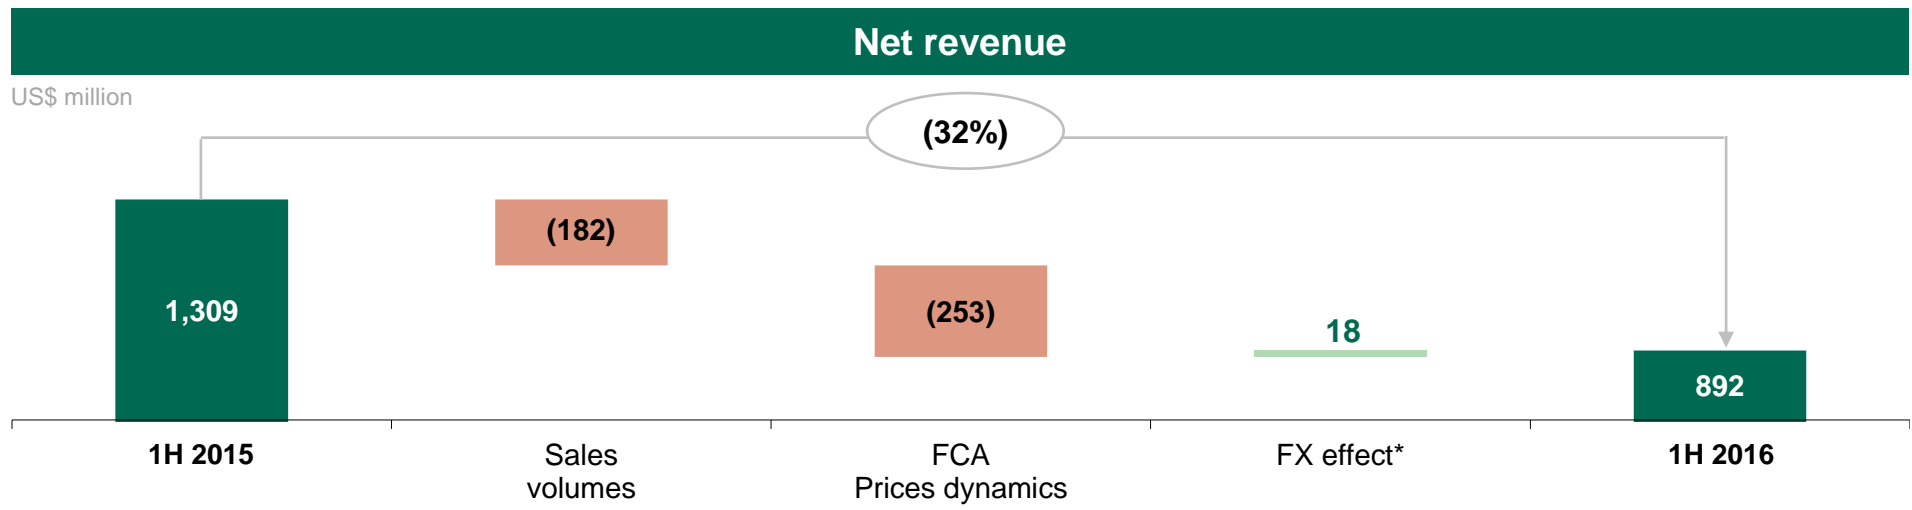 Net revenue
US$ million
(32%)
(182)
1,309
(253)
18
892
1H 2015
Sales
volumes
FCA
Prices dynamics
FX effect*
1H 2016